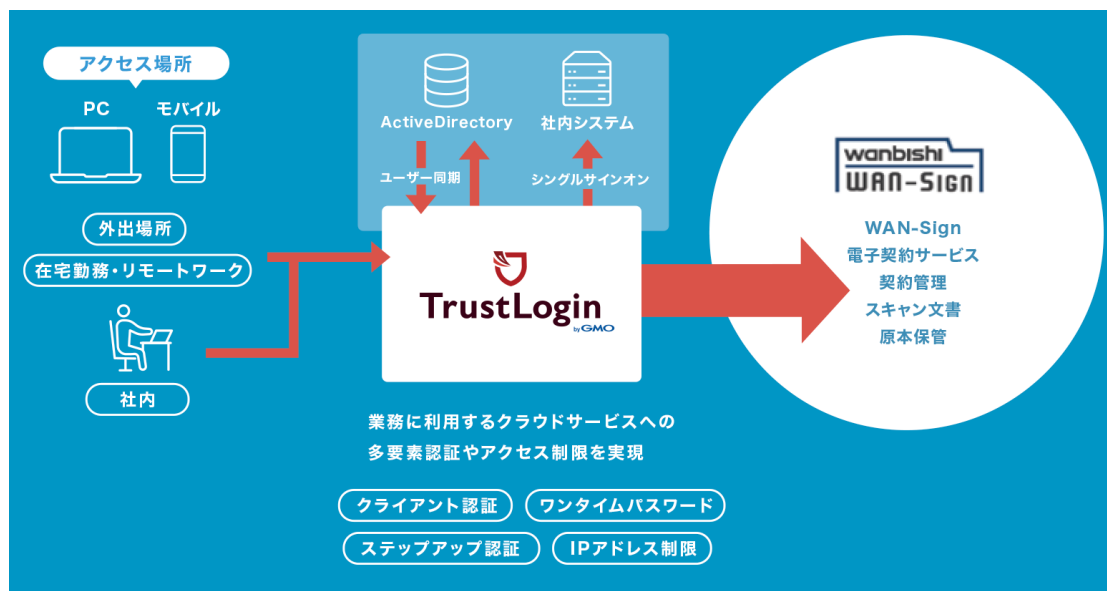 アクセス場所
PC
モバイル
外出場所
在宅勤務・リモートワーク
社内
ActiveDirectory
社内システム
ユーザー同期
シングルサインオン
TrustLogin
by GMO
業務に利用するクラウドサービスへの
多要素認証やアクセス制限を実現
クライアント認証
ワンタイムパスワード
ステップアップ認証
IPアドレス制限
wanbishi
WAN-SIGN
WAN-Sign
電子契約サービス
契約管理
スキャン文書
原本保管